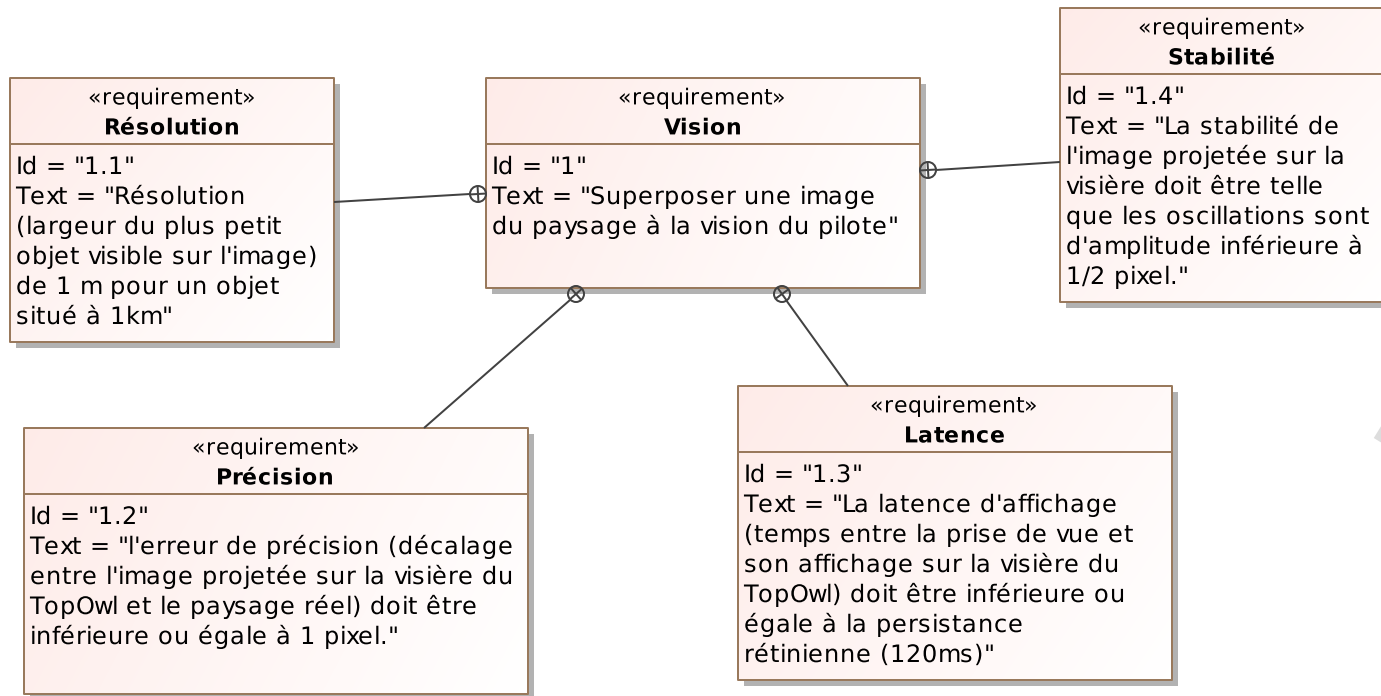 «requirement»
Résolution
Id = "1.1"
Text = "Résolution
(largeur du plus petit
objet visible sur l'image)
de 1 m pour un objet
situé à 1km"
«requirement»
Vision
Id = "1"
Text = "Superposer une image
du paysage à la vision du pilote"
«requirement»
Stabilité
Id = "1.4"
Text = "La stabilité de
l'image projetée sur la
visière doit être telle
que les oscillations sont
d'amplitude inférieure à
1/2 pixel."
«requirement»
Précision
Id = "1.2"
Text = "l'erreur de précision (décalage
entre l'image projetée sur la visière du
TopOwl et le paysage réel) doit être
inférieure ou égale à 1 pixel."
«requirement»
Latence
Id = "1.3"
Text = "La latence d'affichage
(temps entre la prise de vue et
son affichage sur la visière du
TopOwl) doit être inférieure ou
égale à la persistance
rétinienne (120ms)"